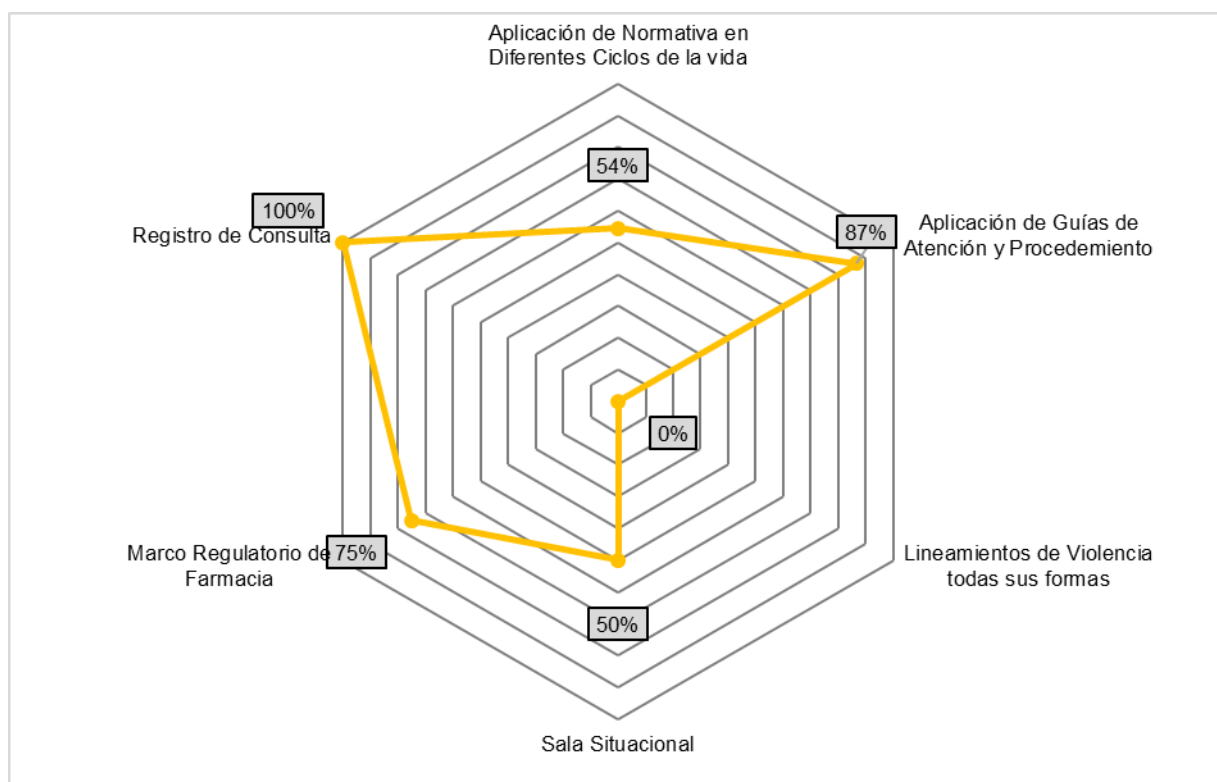 Aplicación de Normativa en
Diferentes Ciclos de la vida
54%
100%
Registro de Consulta
87%
Aplicación de Guías de
Atención y Procedemiento
0%
Marco Regulatorio de
Farmacia
75%
Lineamientos de Violencia
todas sus formas
50%
Sala Situacional